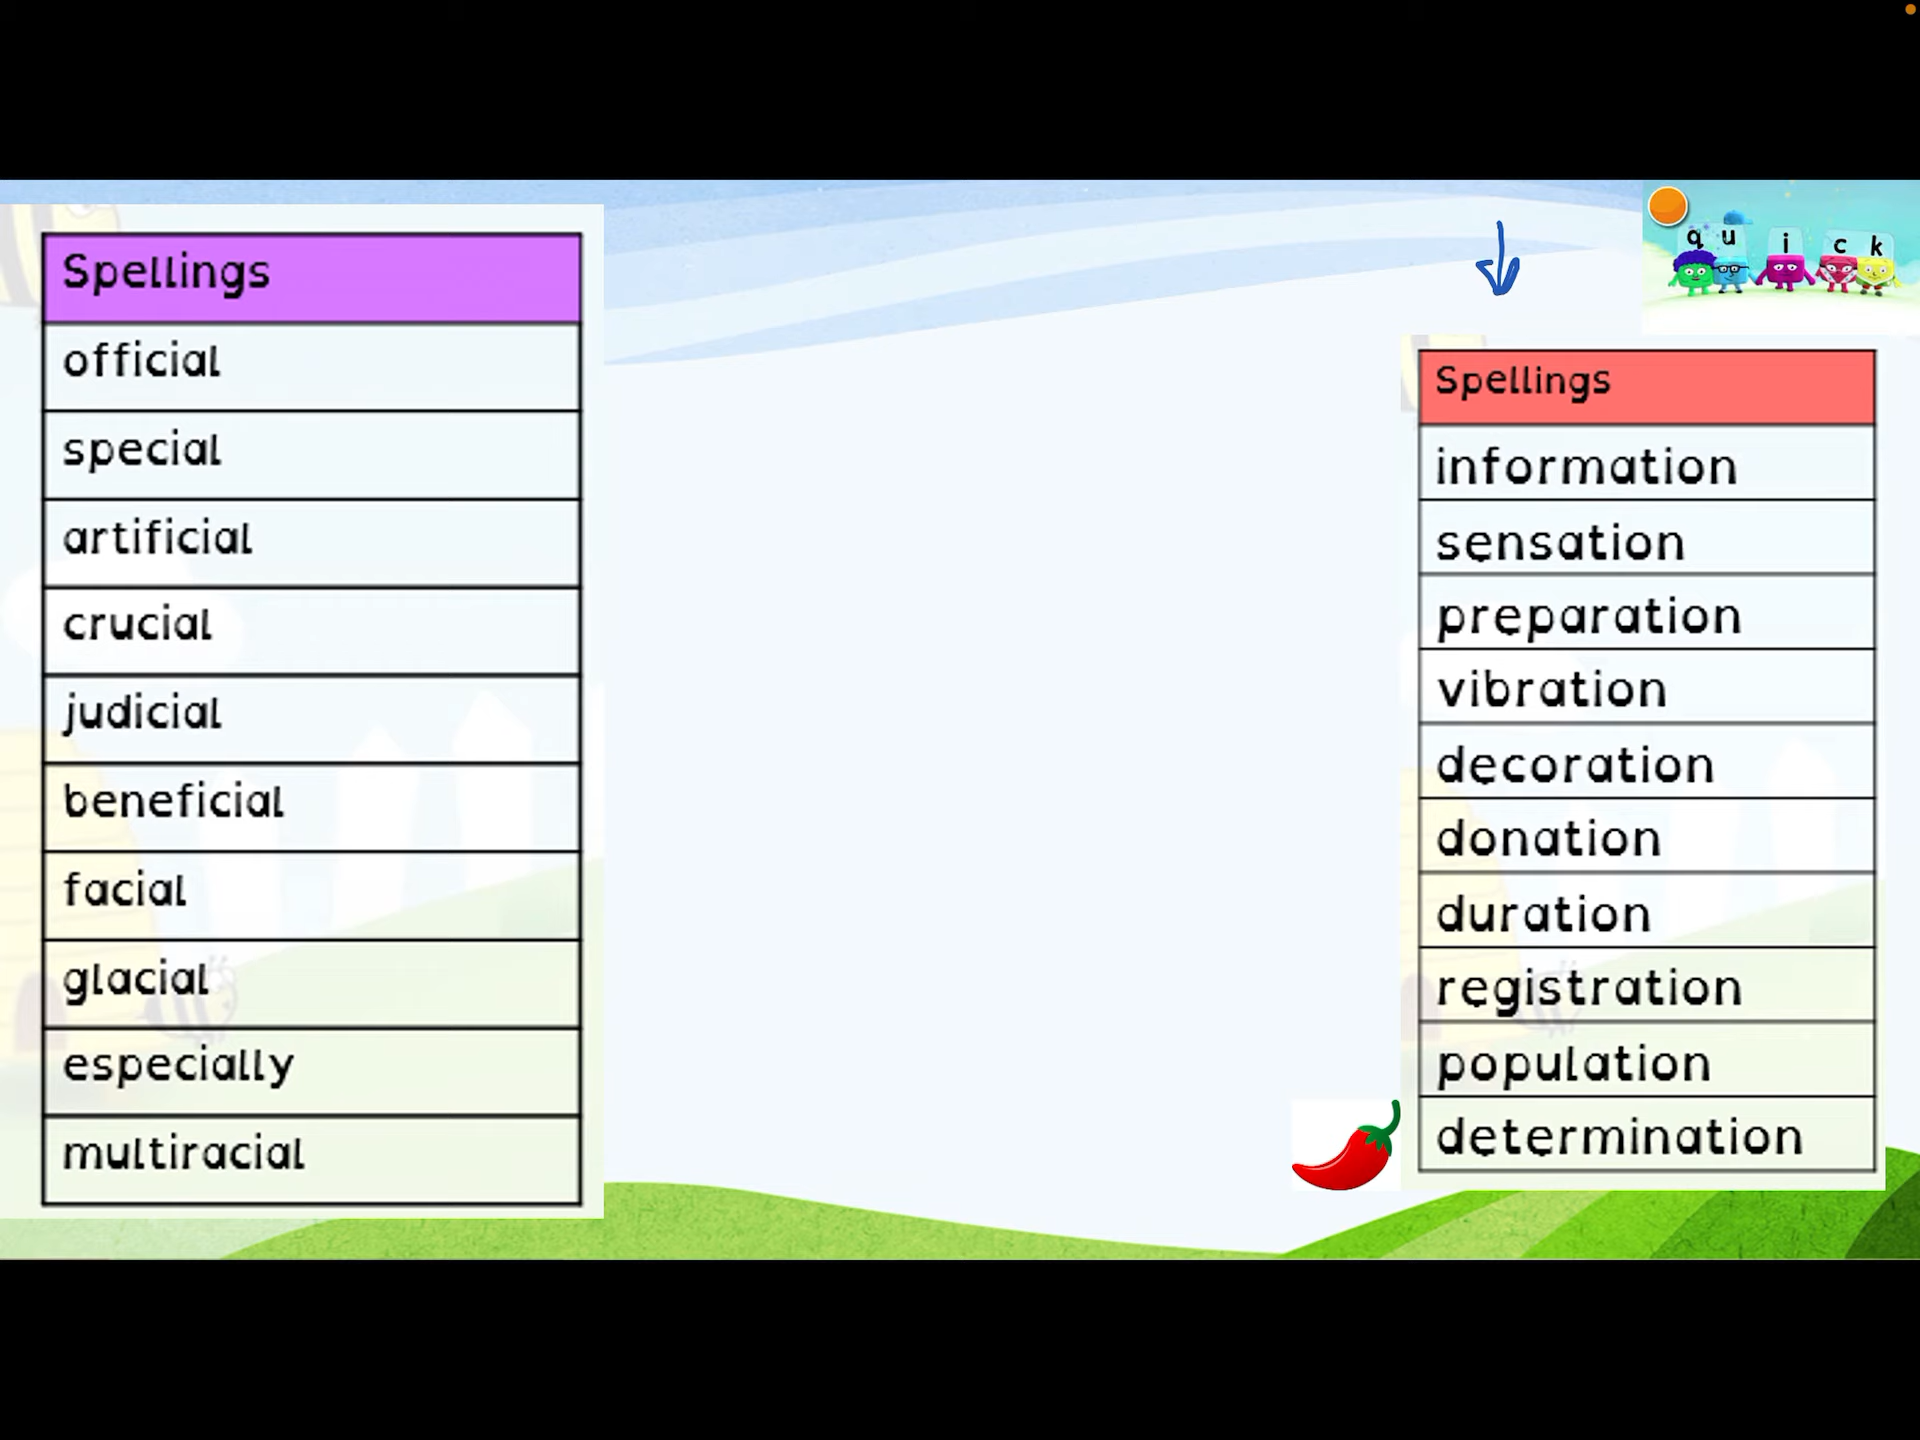 Spellings
official
special
artificial
crucial
judicial
beneficial
facial
glacial
especially
multiracial
q u i c k
Spellings
information
sensation
preparation
vibration
decoration
donation
duration
registration
population
determination